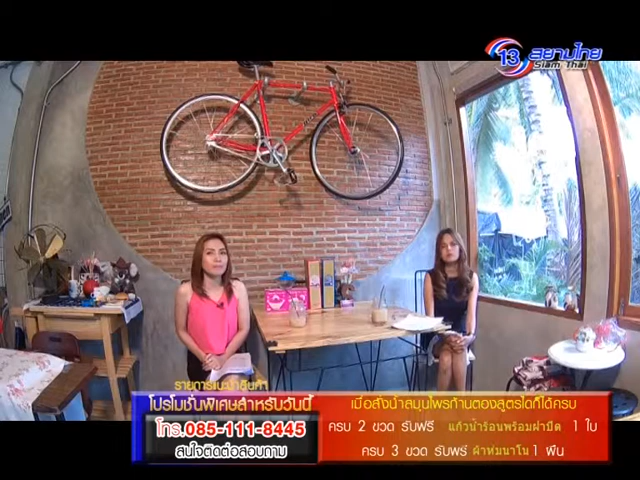 13 สยามไทย
Siam Thai
รายการแนะนำสินค้า
โปรโมชั่นพิเศษสำหรับวันนี้
โทร.085-111-8445
สนใจติดต่อสอบถาม
เมื่อสั่งน้ำสมุนไพรท้านตองสูตรใดก็ได้ครบ
ครบ 2 ขวด รับฟรี แก้วน้ำร้อนพร้อมฝาปิด 1 ใบ
ครบ 3 ขวด รับฟรี ผ้าห่มนาโน 1 ผืน